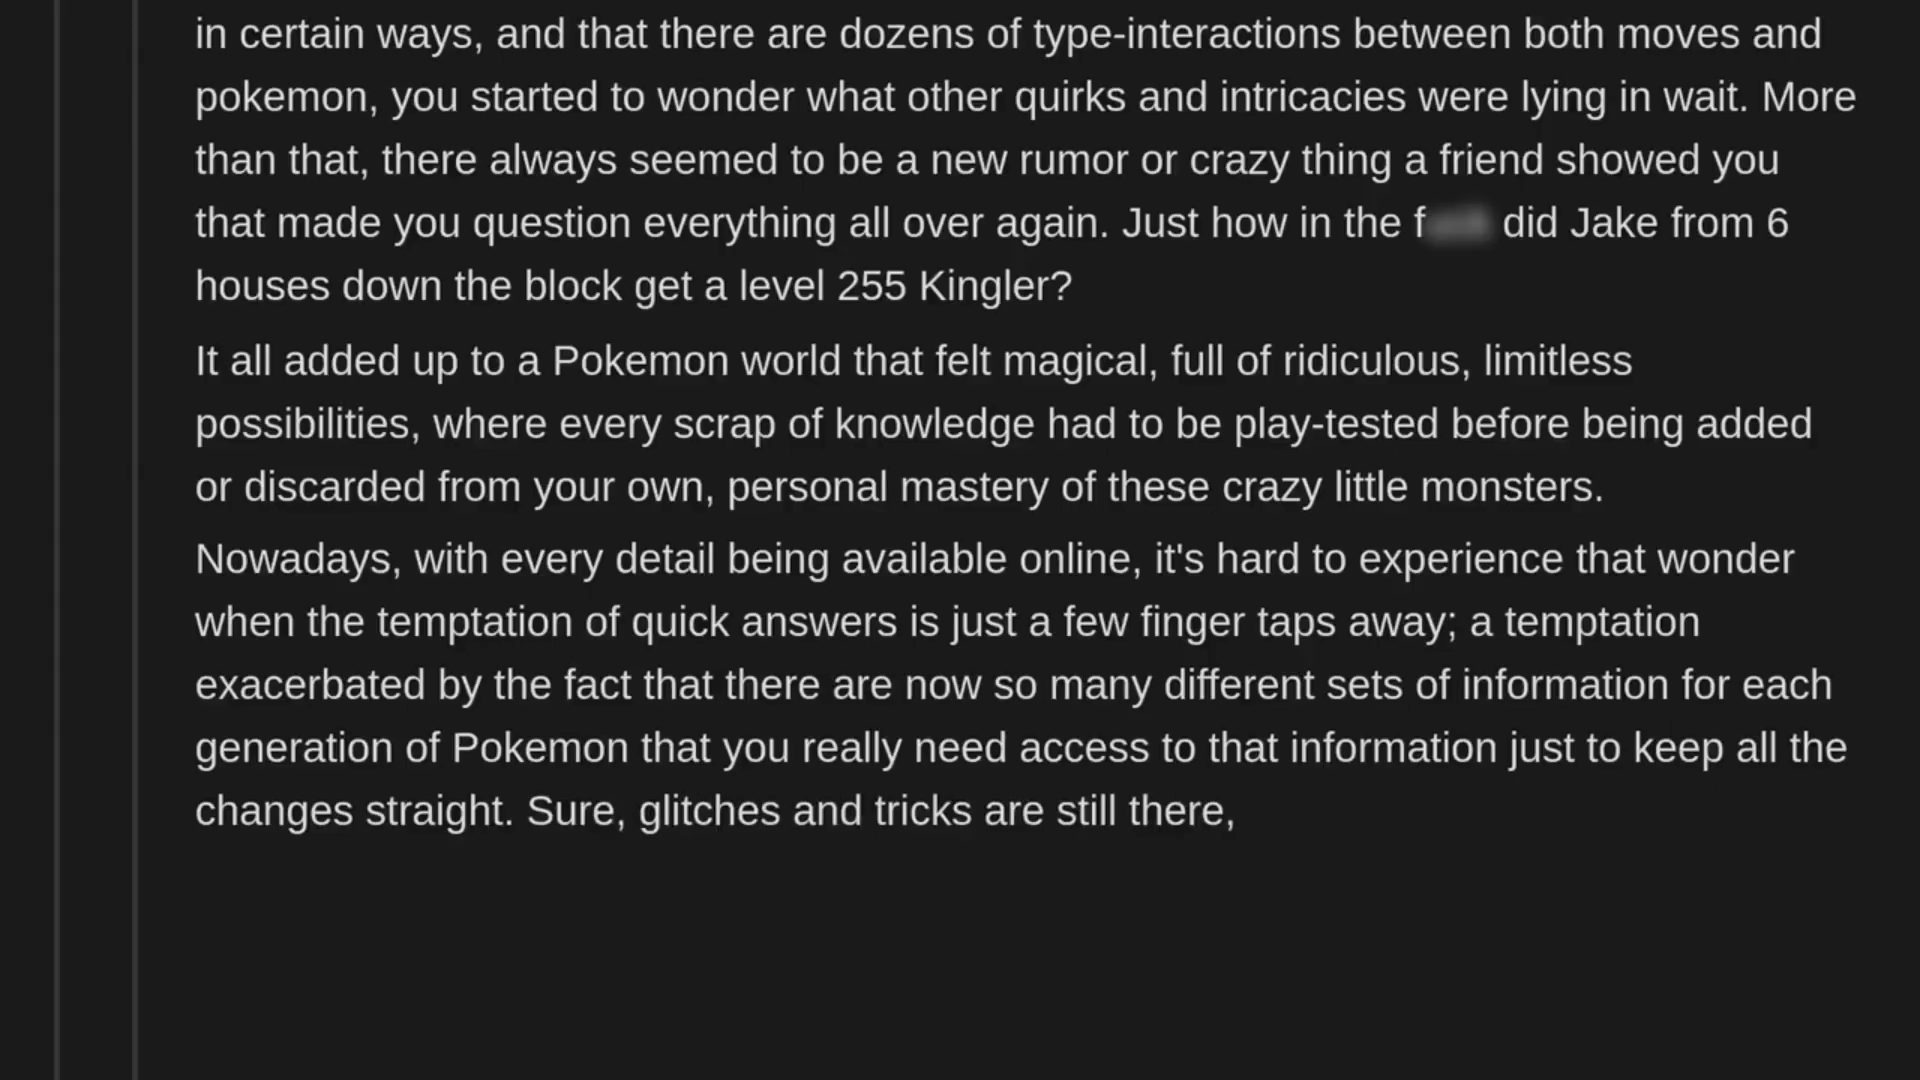 in certain ways, and that there are dozens of type-interactions between both moves and
pokemon, you started to wonder what other quirks and intricacies were lying in wait. More
than that, there always seemed to be a new rumor or crazy thing a friend showed you
that made you question everything all over again. Just how in the f did Jake from 6
houses down the block get a level 255 Kingler?
It all added up to a Pokemon world that felt magical, full of ridiculous, limitless
possibilities, where every scrap of knowledge had to be play-tested before being added
or discarded from your own, personal mastery of these crazy little monsters.
Nowadays, with every detail being available online, it's hard to experience that wonder
when the temptation of quick answers is just a few finger taps away; a temptation
exacerbated by the fact that there are now so many different sets of information for each
generation of Pokemon that you really need access to that information just to keep all the
changes straight. Sure, glitches and tricks are still there,